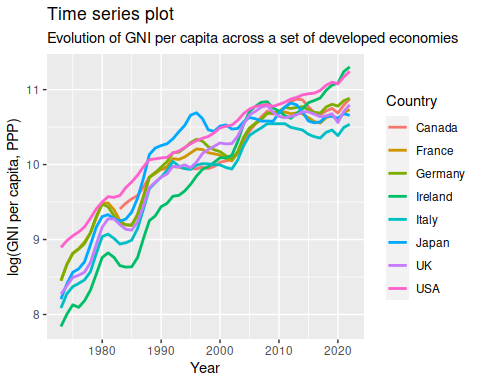 Time series plot
Evolution of GNI per capita across a set of developed economies
log(GNI per capita, PPP)
11
10
9
8
1980
1990
2000
2010
2020
Year
Country
Canada
France
Germany
Ireland
Italy
Japan
UK
USA